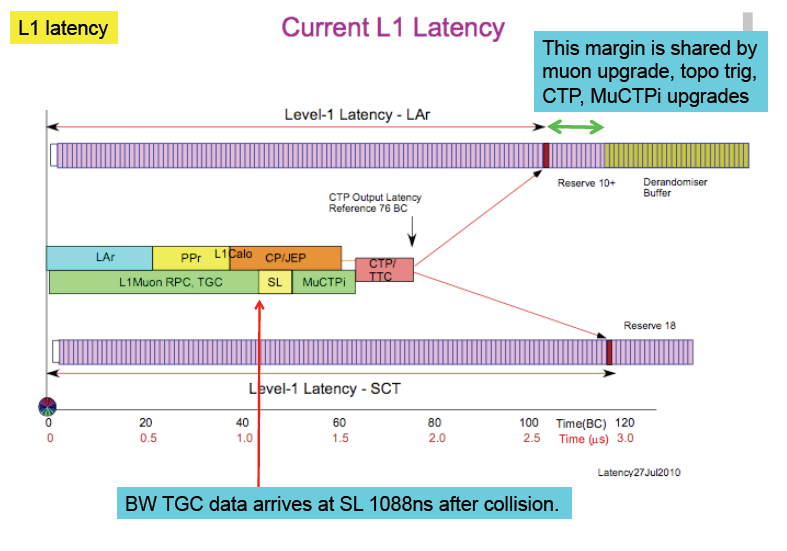 L1 latency
Current L1 Latency
This margin is shared by
muon upgrade, topo trig,
CTP, MuCTPi upgrades
Level-1 Latency - LAr
Reserve 10+
Derandomiser
Buffer
CTP Output Latency
Reference 76 BC
LAr
PPr
L1Calo
CP/JEP
CTP/
TTC
L1Muon RPC, TGC
SL
MuCTPi
Reserve 18
Level-1 Latency - SCT
0 20 40 60 80 100 Time(BC) 120
0 0.5 1.0 1.5 2.0 2.5 Time (μs) 3.0
Latency27Jul2010
BW TGC data arrives at SL 1088ns after collision.